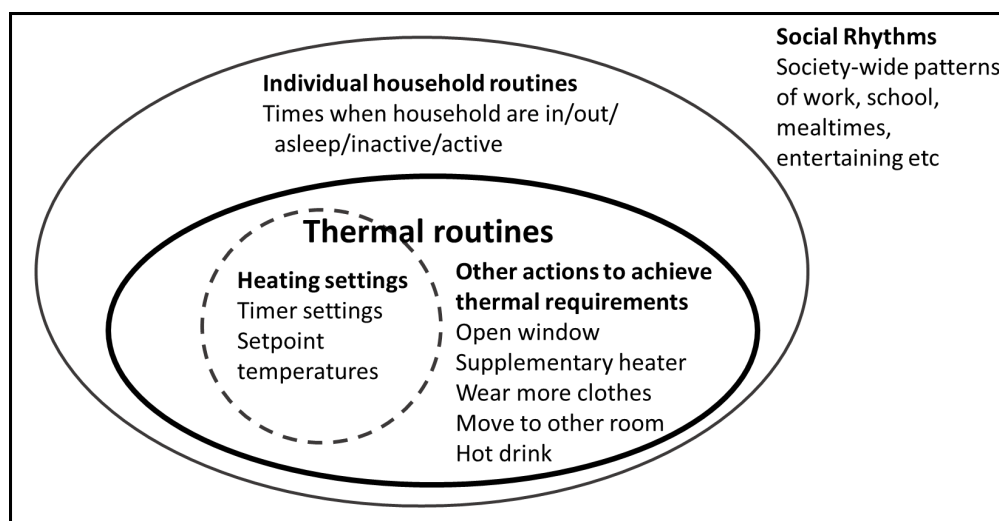 Social Rhythms
Society-wide patterns
of work, school,
mealtimes,
entertaining etc
Individual household routines
Times when household are in/out/
asleep/inactive/active
Thermal routines
Heating settings
Timer settings
Setpoint
temperatures
Other actions to achieve
thermal requirements
Open window
Supplementary heater
Wear more clothes
Move to other room
Hot drink